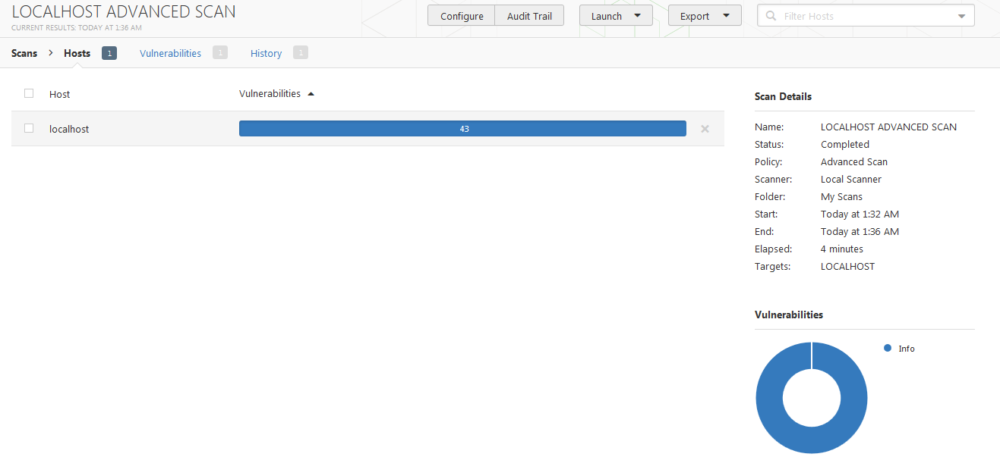 LOCALHOST ADVANCED SCAN
CURRENT RESULTS: TODAY AT 1:36 AM
Configure Audit Trail Launch Export Filter Hosts
Scans > Hosts 1 Vulnerabilities 1 History 1
Host Vulnerabilities
localhost 43
Scan Details
Name: LOCALHOST ADVANCED SCAN
Status: Completed
Policy: Advanced Scan
Scanner: Local Scanner
Folder: My Scans
Start: Today at 1:32 AM
End: Today at 1:36 AM
Elapsed: 4 minutes
Targets: LOCALHOST
Vulnerabilities
Info